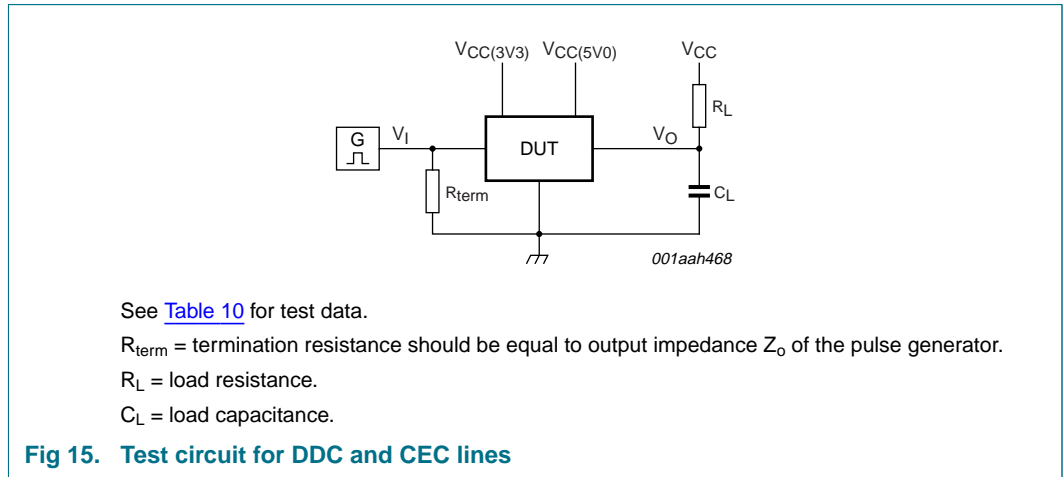 VCC(3V3) VCC(5V0) VCC
RL
G VI DUT VO
Rterm CL
001aah468
See Table 10 for test data.
Rterm = termination resistance should be equal to output impedance Zo of the pulse generator.
RL = load resistance.
CL = load capacitance.
Fig 15. Test circuit for DDC and CEC lines